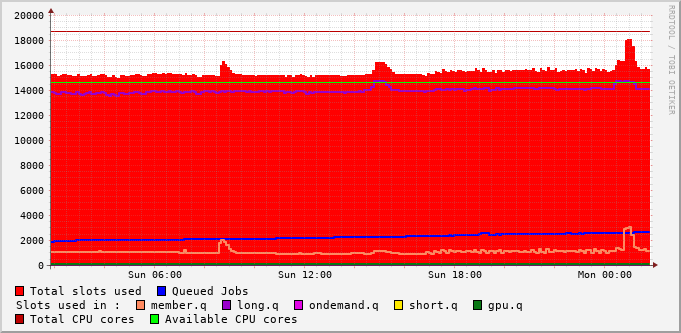 20000
18000
16000
14000
12000
10000
8000
6000
4000
2000
0
Sun 06:00 Sun 12:00 Sun 18:00 Mon 00:00
RRDTOOL / TOBI OETIKER
Total slots used Queued Jobs
Slots used in : member.q long.q ondemand.q short.q gpu.q
Total CPU cores Available CPU cores